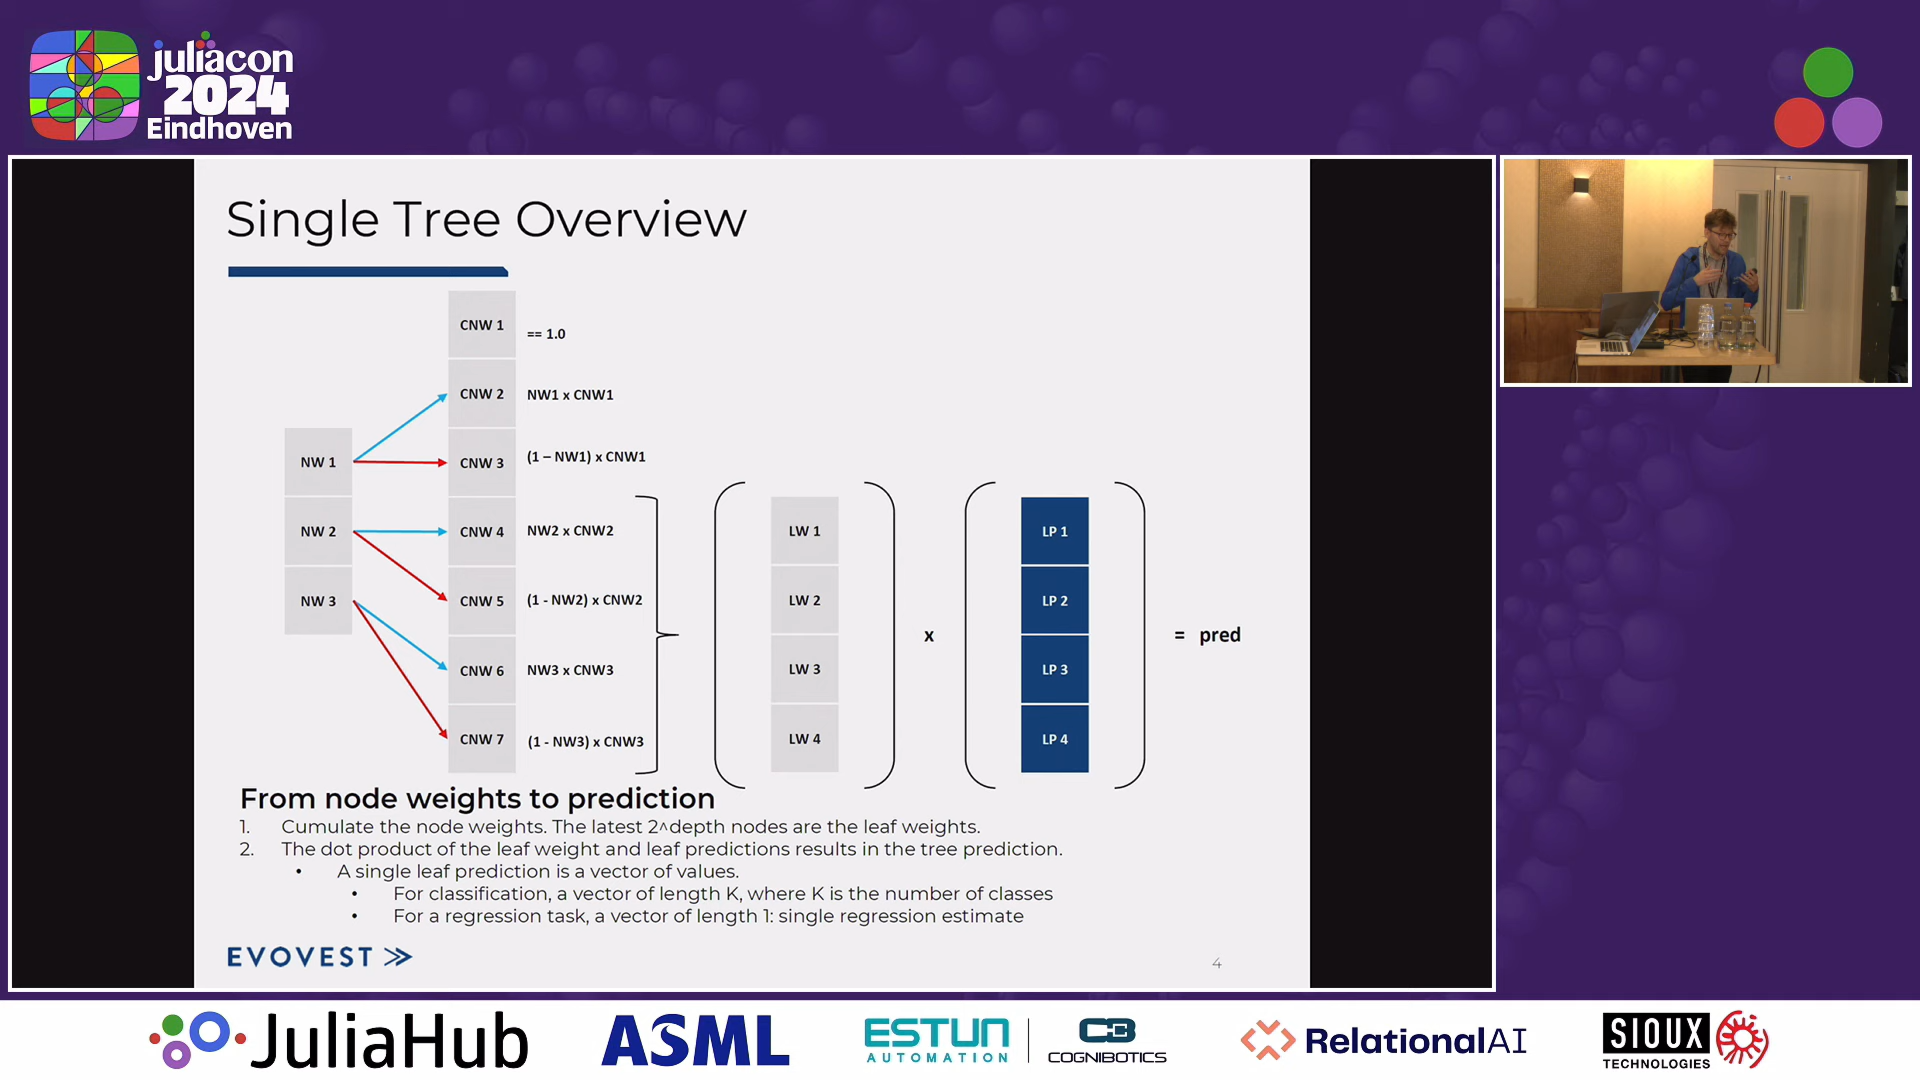 juliacon
2024
Eindhoven
Single Tree Overview
CNW 1
== 1.0
CNW 2
NW1 x CNW1
NW 1
CNW 3
(1 – NW1) x CNW1
NW 2
CNW 4
NW2 x CNW2
LW 1
LP 1
NW 3
CNW 5
(1 - NW2) x CNW2
LW 2
LP 2
x
= pred
CNW 6
NW3 x CNW3
LW 3
LP 3
CNW 7
(1 - NW3) x CNW3
LW 4
LP 4
From node weights to prediction
1. Cumulate the node weights. The latest 2^depth nodes are the leaf weights.
2. The dot product of the leaf weight and leaf predictions results in the tree prediction.
• A single leaf prediction is a vector of values.
• For classification, a vector of length K, where K is the number of classes
• For a regression task, a vector of length 1: single regression estimate
EVOVEST
4
JuliaHub
ASML
ESTUN
AUTOMATION
COGNIBOTICS
RelationalAI
SIOUX
TECHNOLOGIES